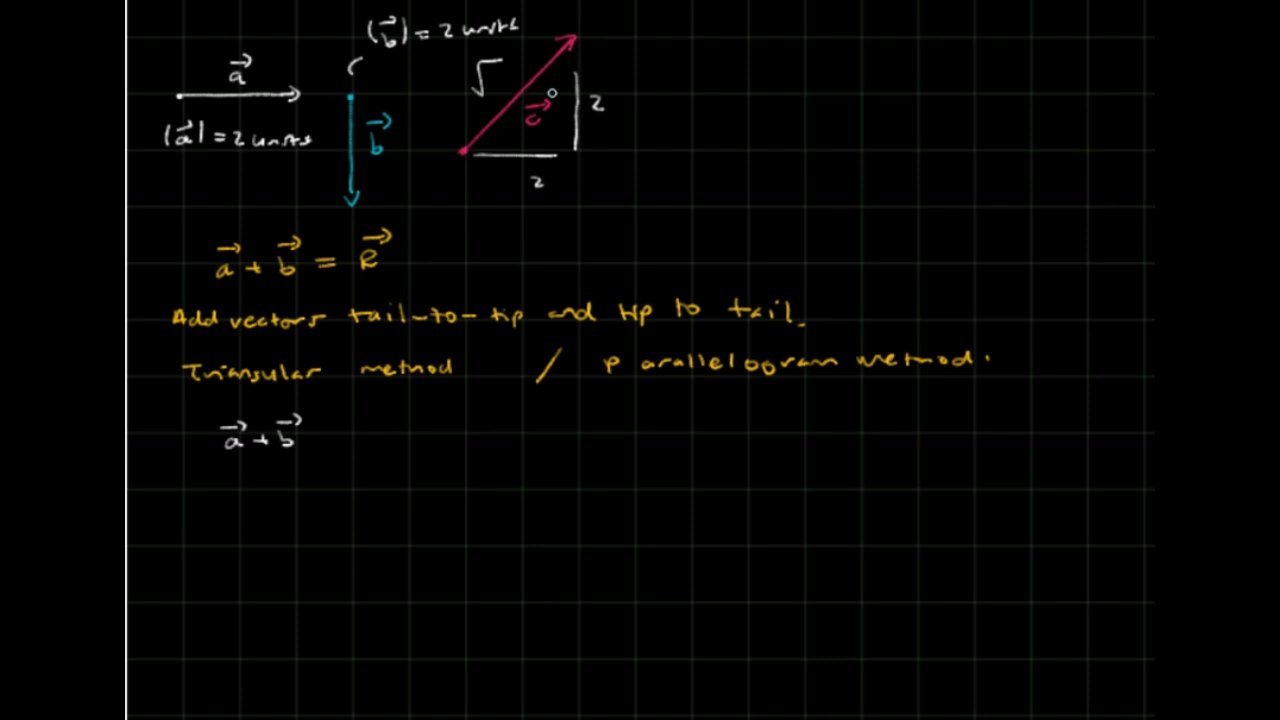 |b⃗| = 2 units
a⃗
|a⃗| = 2 units
b⃗
√
c⃗
2
2
a⃗ + b⃗ = R⃗
Add vectors tail-to-tip and tip to tail.
Triangular method / parallelogram method.
a⃗ + b⃗